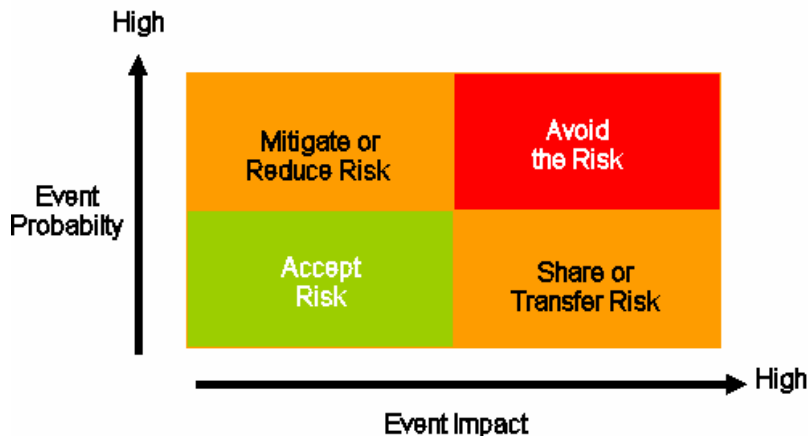 High
Mitigate or
Reduce Risk
Avoid
the Risk
Event
Probabilty
Accept
Risk
Share or
Transfer Risk
High
Event Impact